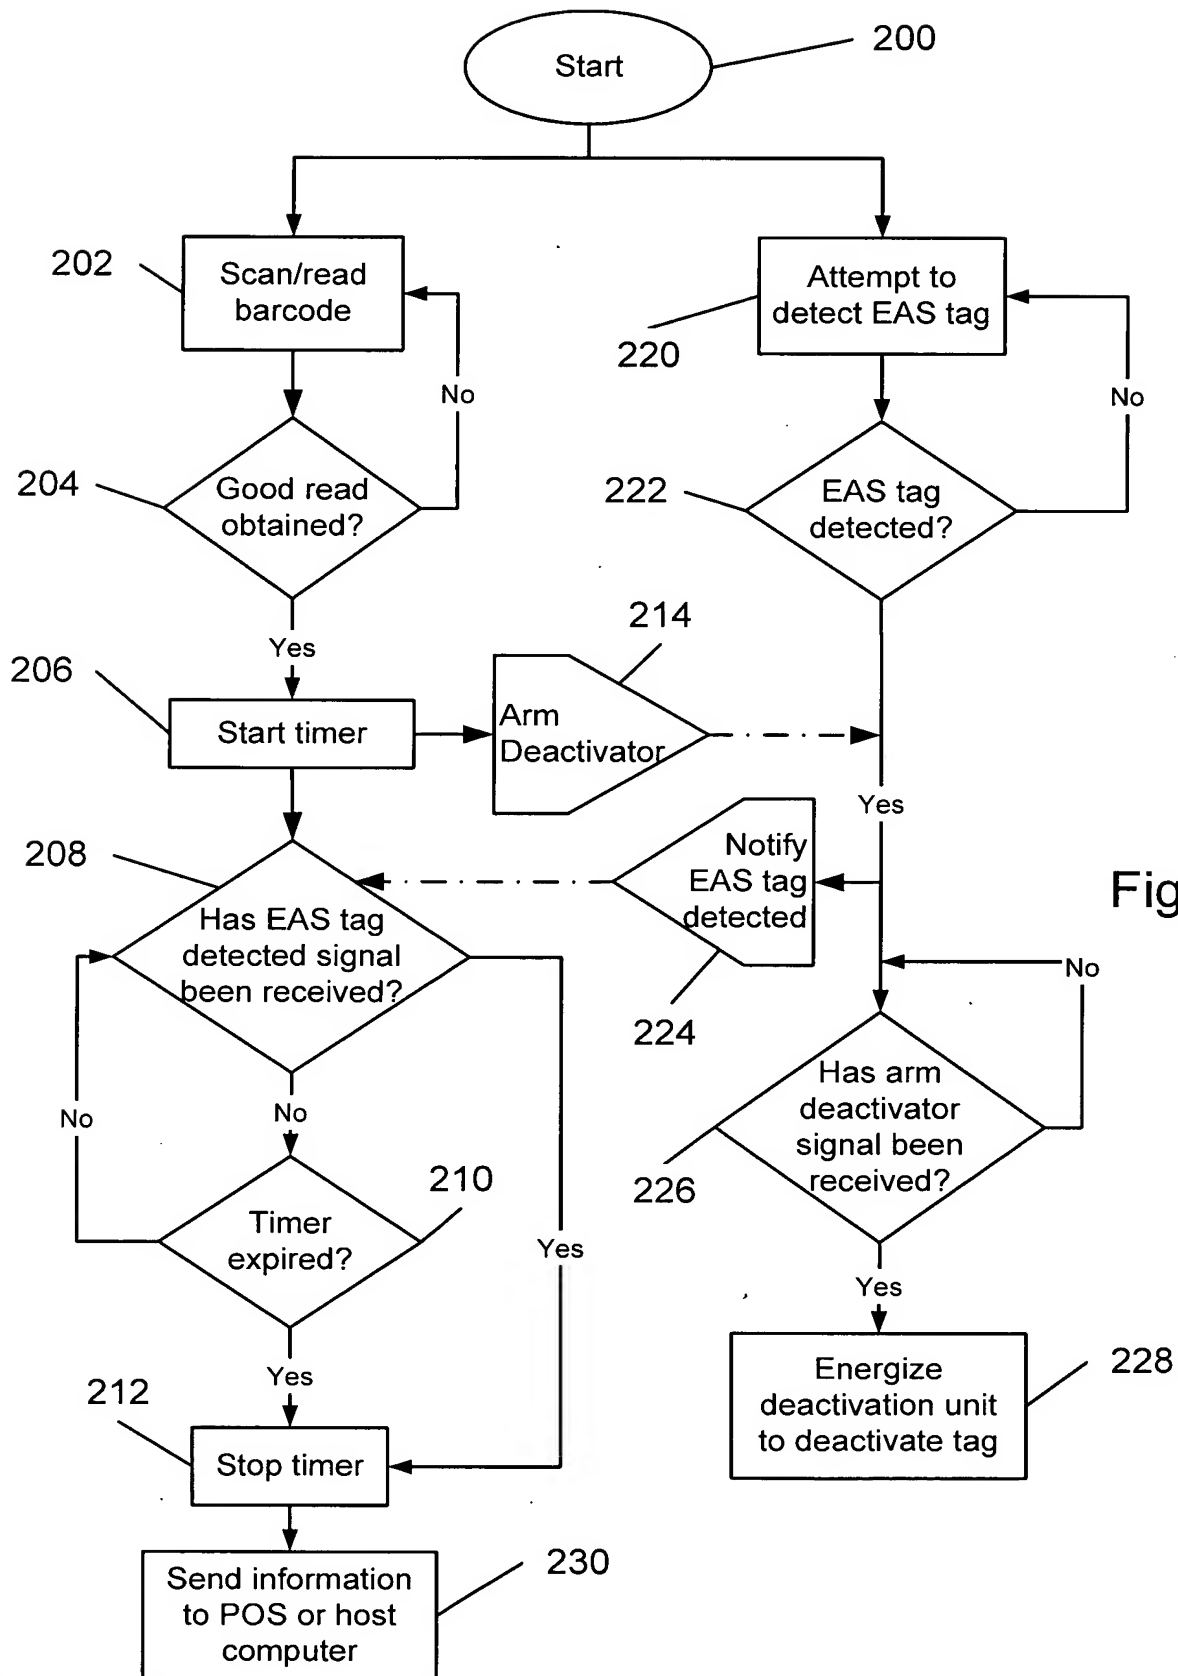 Start
200
202
Scan/read
barcode
No
204
Good read
obtained?
Yes
206
Start timer
214
Arm
Deactivator
208
Has EAS tag
detected signal
been received?
No
No
Yes
210
Timer
expired?
Yes
212
Stop timer
230
Send information
to POS or host
computer
Attempt to
detect EAS tag
220
No
222
EAS tag
detected?
Yes
Notify
EAS tag
detected
224
Fig
No
Has arm
deactivator
signal been
received?
226
Yes
Energize
deactivation unit
to deactivate tag
228